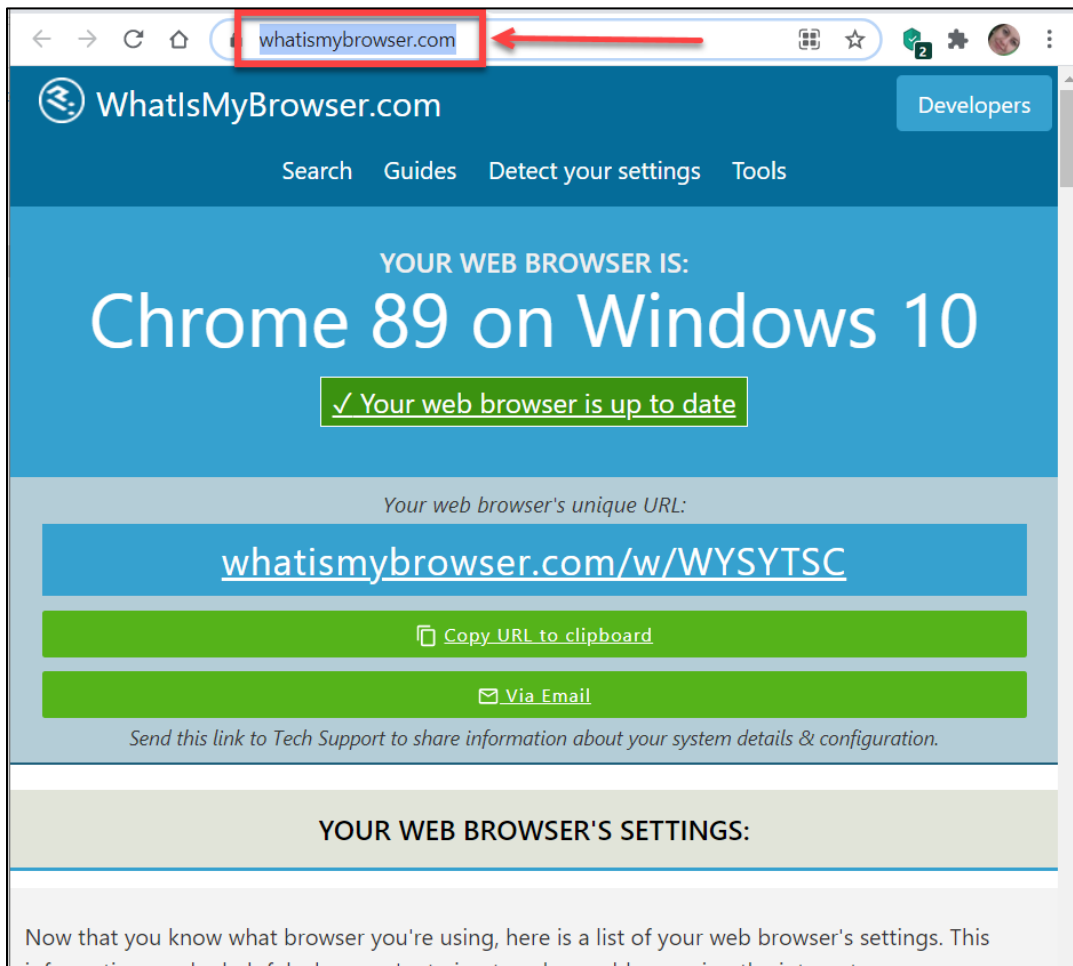 whatismybrowser.com
2
WhatIsMyBrowser.com
Developers
Search Guides Detect your settings Tools
YOUR WEB BROWSER IS:
Chrome 89 on Windows 10
✓ Your web browser is up to date
Your web browser's unique URL:
whatismybrowser.com/w/WYSYTSC
Copy URL to clipboard
Via Email
Send this link to Tech Support to share information about your system details & configuration.
YOUR WEB BROWSER'S SETTINGS:
Now that you know what browser you're using, here is a list of your web browser's settings. This